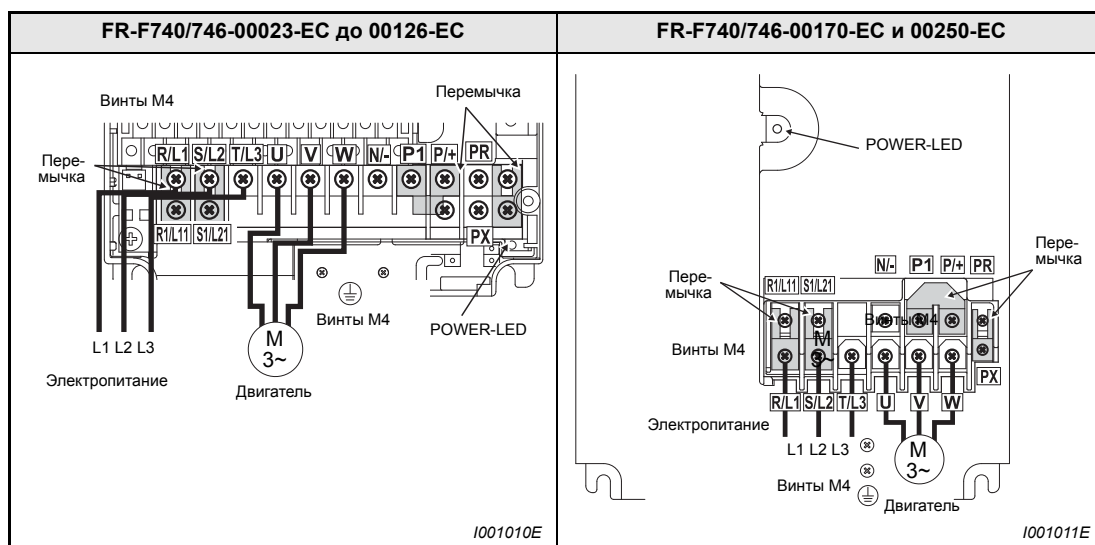 FR-F740/746-00023-EC до 00126-EC
Винты M4
Перемычка
R/L1 S/L2 T/L3 U V W N/- P1 P/+ PR
Пере-
мычка
R1/L11 S1/L21
PX
Винты M4
POWER-LED
L1 L2 L3
M
3~
Электропитание
Двигатель
I001010E
FR-F740/746-00170-EC и 00250-EC
POWER-LED
Пере-
мычка
N/- P1 P/+ PR
Пере-
мычка
R1/L11 S1/L21
Винты M4
M
3~
Винты M4
PX
R/L1 S/L2 T/L3 U V W
Электропитание
L1 L2 L3
M
3~
Винты M4
Двигатель
I001011E